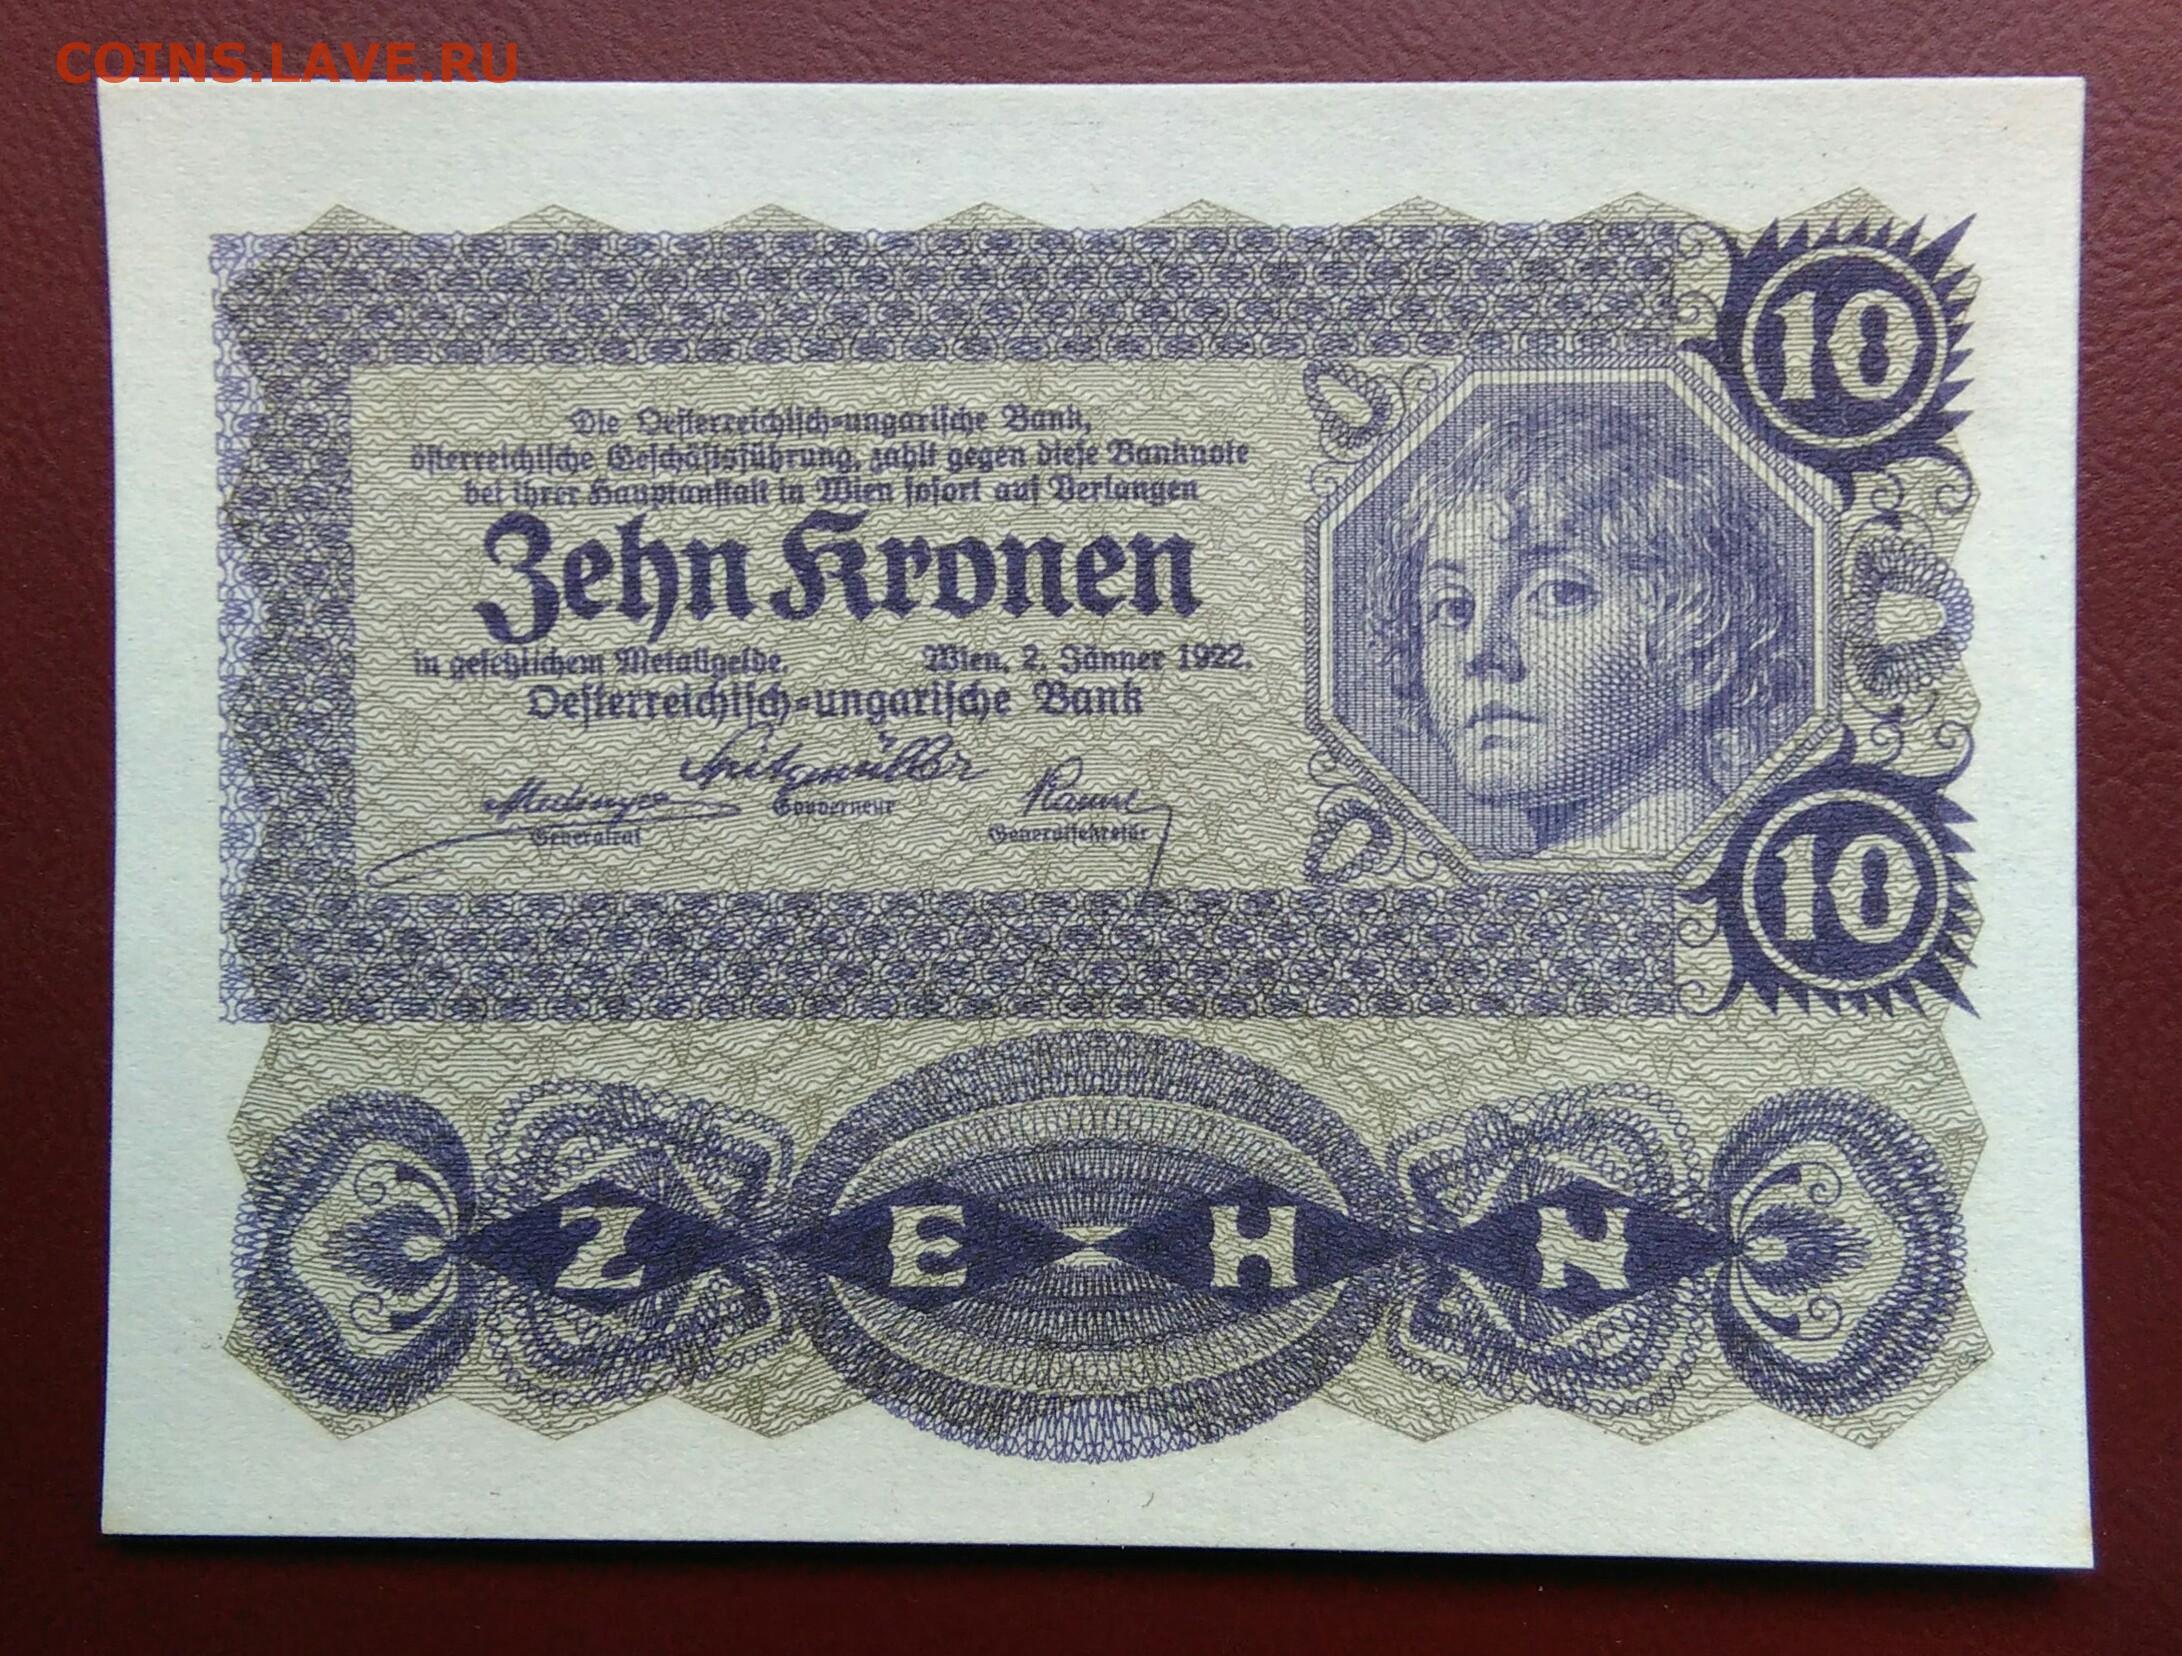 COINS.LAVE.RU
10
Die Oesterreichisch-ungarische Bank,
österreichische Geschäftsführung, zahlt gegen diese Banknote
bei ihrer Hauptanstalt in Wien sofort auf Verlangen
Zehn Kronen
in gesetzlichem Metallgelde. Wien, 2. Jänner 1922.
Oesterreichisch-ungarische Bank
Spitzmüller
Gouverneur
Generalrat
Generalsekretär
10
ZEHN